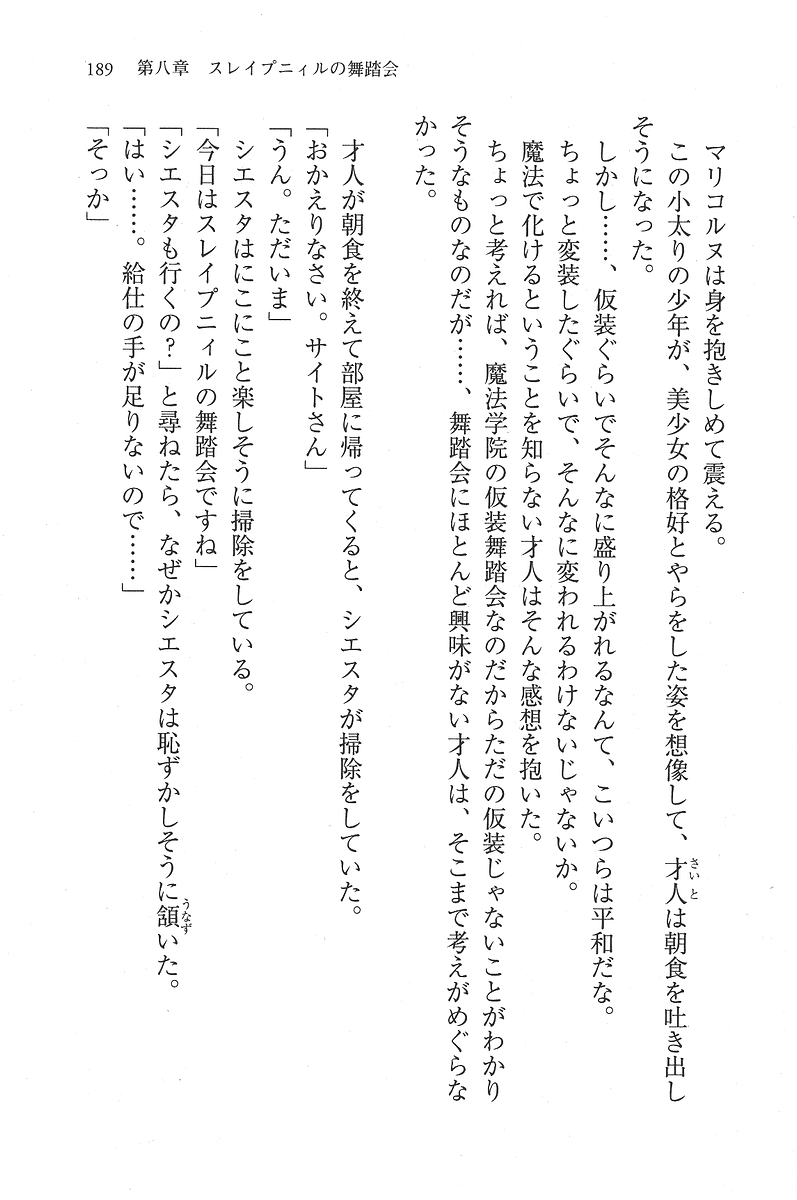 189　第八章　スレイプニィルの舞踏会
　マリコルヌは身を抱きしめて震える。
　この小太りの少年が、美少女の格好とやらをした姿を想像して、才人は朝食を吐き出し
そうになった。
　しかし……、仮装ぐらいでそんなに盛り上がれるなんて、こいつらは平和だな。
　ちょっと変装したぐらいで、そんなに変われるわけないじゃないか。
　魔法で化けるということを知らない才人はそんな感想を抱いた。
　ちょっと考えれば、魔法学院の仮装舞踏会なのだからただの仮装じゃないことがわかり
そうなものなのだが……、舞踏会にほとんど興味がない才人は、そこまで考えがめぐらな
かった。
　才人が朝食を終えて部屋に帰ってくると、シエスタが掃除をしていた。
「おかえりなさい。サイトさん」
「うん。ただいま」
　シエスタはにこにこと楽しそうに掃除をしている。
「今日はスレイプニィルの舞踏会ですね」
「シエスタも行くの？」と尋ねたら、なぜかシエスタは恥ずかしそうに頷いた。
「はい……。給仕の手が足りないので……」
「そっか」